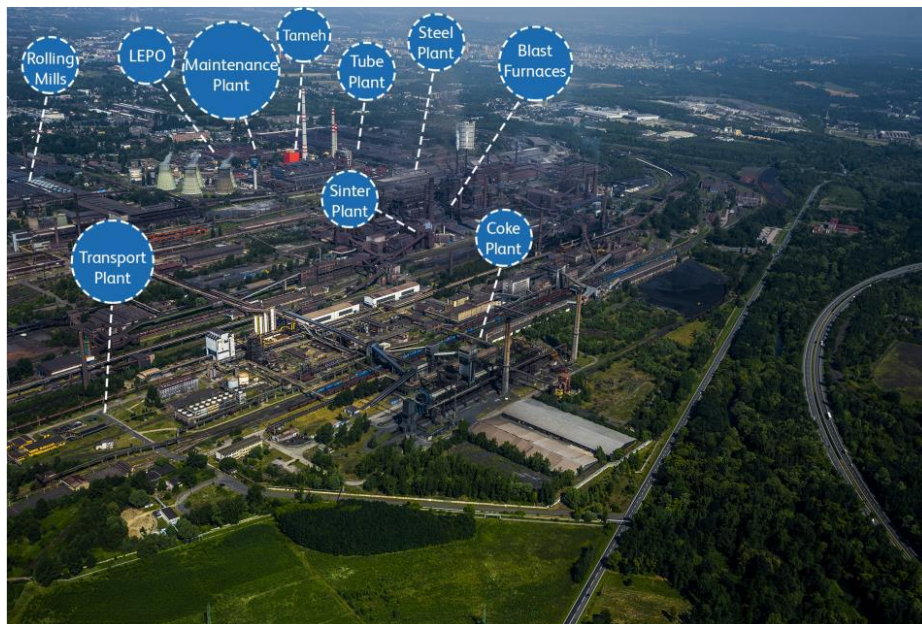 Rolling
Mills
LEPO
Maintenance
Plant
Tameh
Tube
Plant
Steel
Plant
Blast
Furnaces
Sinter
Plant
Coke
Plant
Transport
Plant